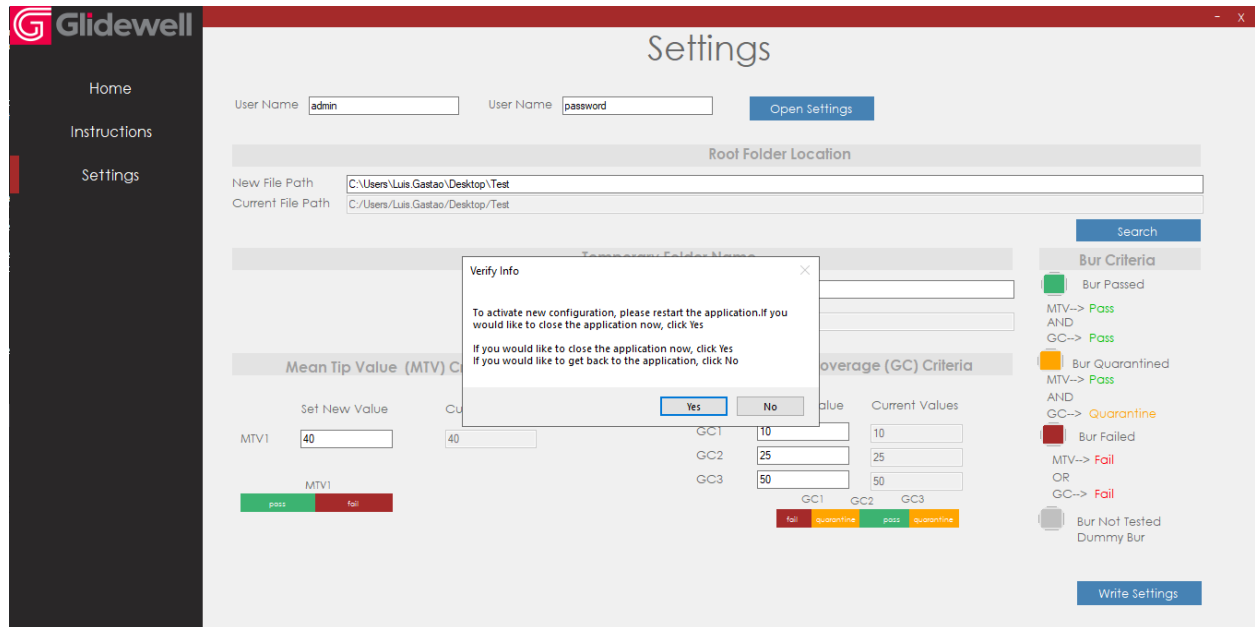 Glidewell
- X
Settings
Home
Instructions
Settings
User Name admin User Name password Open Settings
Root Folder Location
New File Path C:\Users\Luis.Gastao\Desktop\Test
Current File Path C:/Users/Luis.Gastao/Desktop/Test
Search
Verify Info
To activate new configuration, please restart the application.If you
would like to close the application now, click Yes
If you would like to close the application now, click Yes
If you would like to get back to the application, click No
Yes No
Mean Tip Value (MTV)
Set New Value
MTV1 40 40
MTV1
pass fail
(GC) Criteria
Current Values
GC1 10 10
GC2 25 25
GC3 50 50
GC1 GC2 GC3
fail quarantine pass quarantine
Bur Criteria
Bur Passed
MTV--> Pass
AND
GC--> Pass
Bur Quarantined
MTV--> Pass
AND
GC--> Quarantine
Bur Failed
MTV--> Fail
OR
GC--> Fail
Bur Not Tested
Dummy Bur
Write Settings